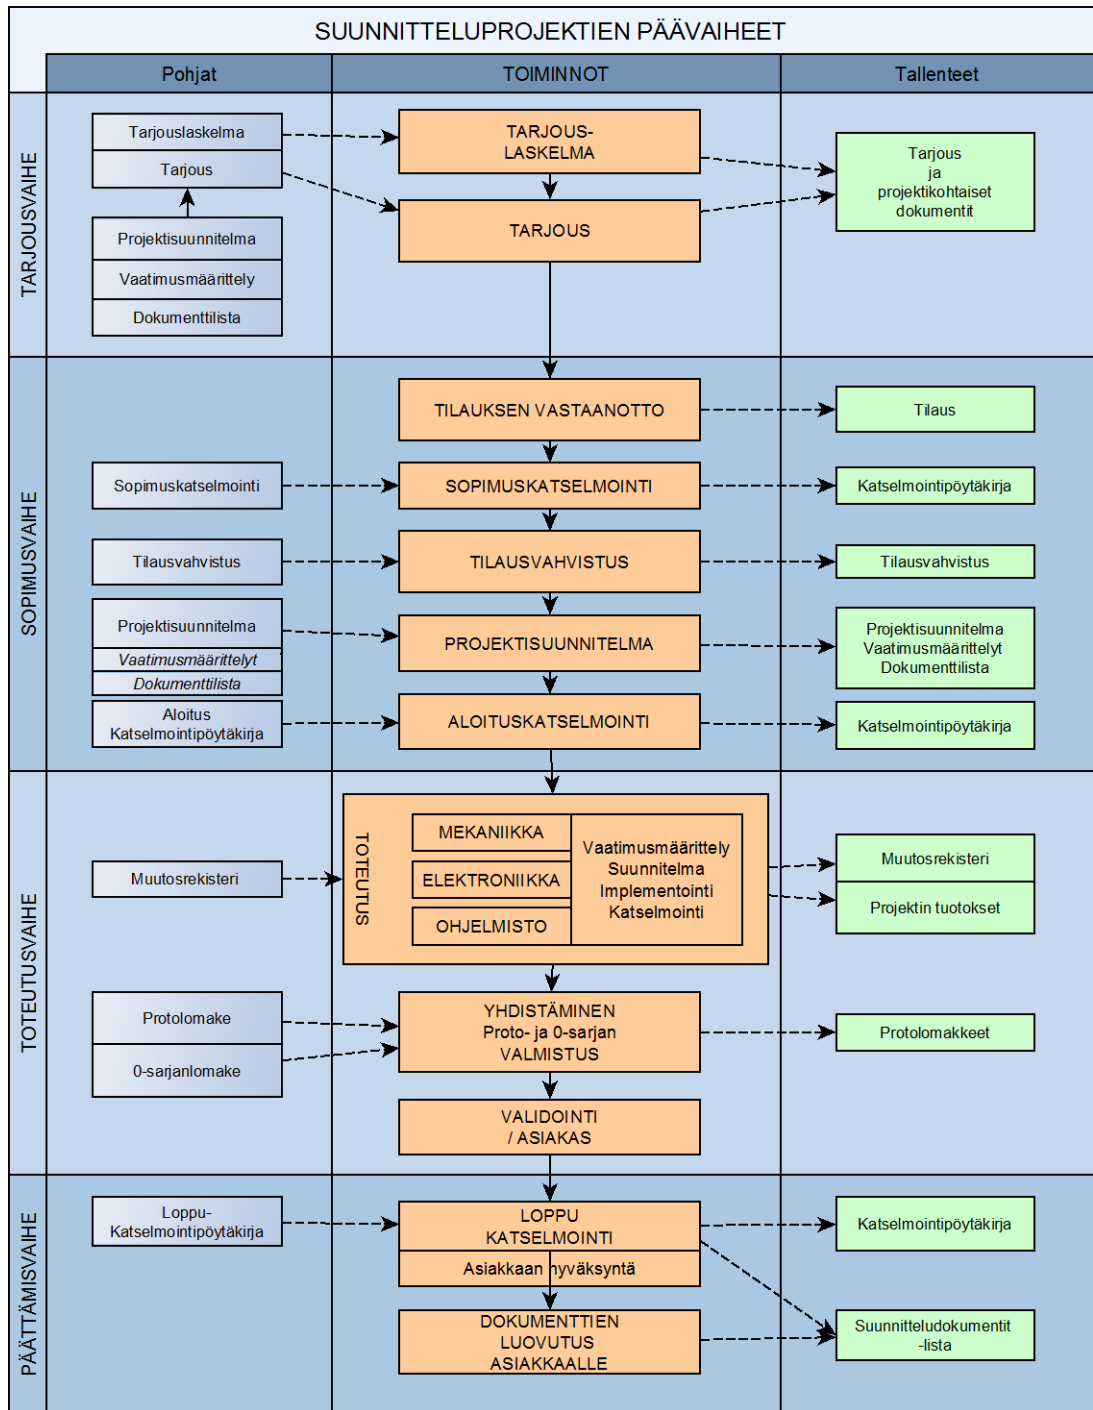 SUUNNITTELUPROJEKTIEN PÄÄVAIHEET
Pohjat
TOIMINNOT
Tallenteet
TARJOUSVAIHE
Tarjouslaskelma
Tarjous
Projektisuunnitelma
Vaatimusmäärittely
Dokumenttilista
TARJOUS-
LASKELMA
TARJOUS
Tarjous
ja
projektikohtaiset
dokumentit
SOPIMUSVAIHE
TILAUKSEN VASTAANOTTO
Tilaus
Sopimuskatselmointi
SOPIMUSKATSELMOINTI
Katselmointipöytäkirja
Tilausvahvistus
TILAUSVAHVISTUS
Tilausvahvistus
Projektisuunnitelma
Vaatimusmäärittelyt
Dokumenttilista
PROJEKTISUUNNITELMA
Projektisuunnitelma
Vaatimusmäärittelyt
Dokumenttilista
Aloitus
Katselmointipöytäkirja
ALOITUSKATSELMOINTI
Katselmointipöytäkirja
TOTEUTUSVAIHE
Muutosrekisteri
TOTEUTUS
MEKANIIKKA
ELEKTRONIIKKA
OHJELMISTO
Vaatimusmäärittely
Suunnitelma
Implementointi
Katselmointi
Muutosrekisteri
Projektin tuotokset
Protolomake
0-sarjanlomake
YHDISTÄMINEN
Proto- ja 0-sarjan
VALMISTUS
Protolomakkeet
VALIDOINTI
/ ASIAKAS
PÄÄTTÄMISVAIHE
Loppu-
Katselmointipöytäkirja
LOPPU
KATSELMOINTI
Asiakkaan hyväksyntä
Katselmointipöytäkirja
DOKUMENTTIEN
LUOVUTUS
ASIAKKAALLE
Suunnitteludokumentit
-lista